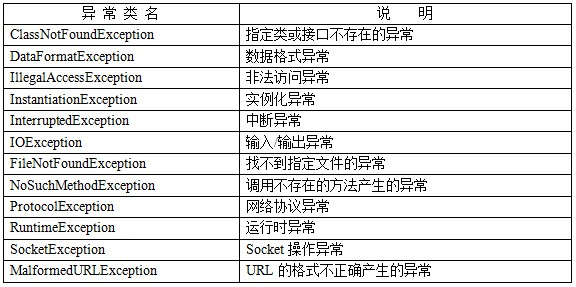 异 常 类 名 说 明
ClassNotFoundException 指定类或接口不存在的异常
DataFormatException 数据格式异常
IllegalAccessException 非法访问异常
InstantiationException 实例化异常
InterruptedException 中断异常
IOException 输入/输出异常
FileNotFoundException 找不到指定文件的异常
NoSuchMethodException 调用不存在的方法产生的异常
ProtocolException 网络协议异常
RuntimeException 运行时异常
SocketException Socket 操作异常
MalformedURLException URL 的格式不正确产生的异常